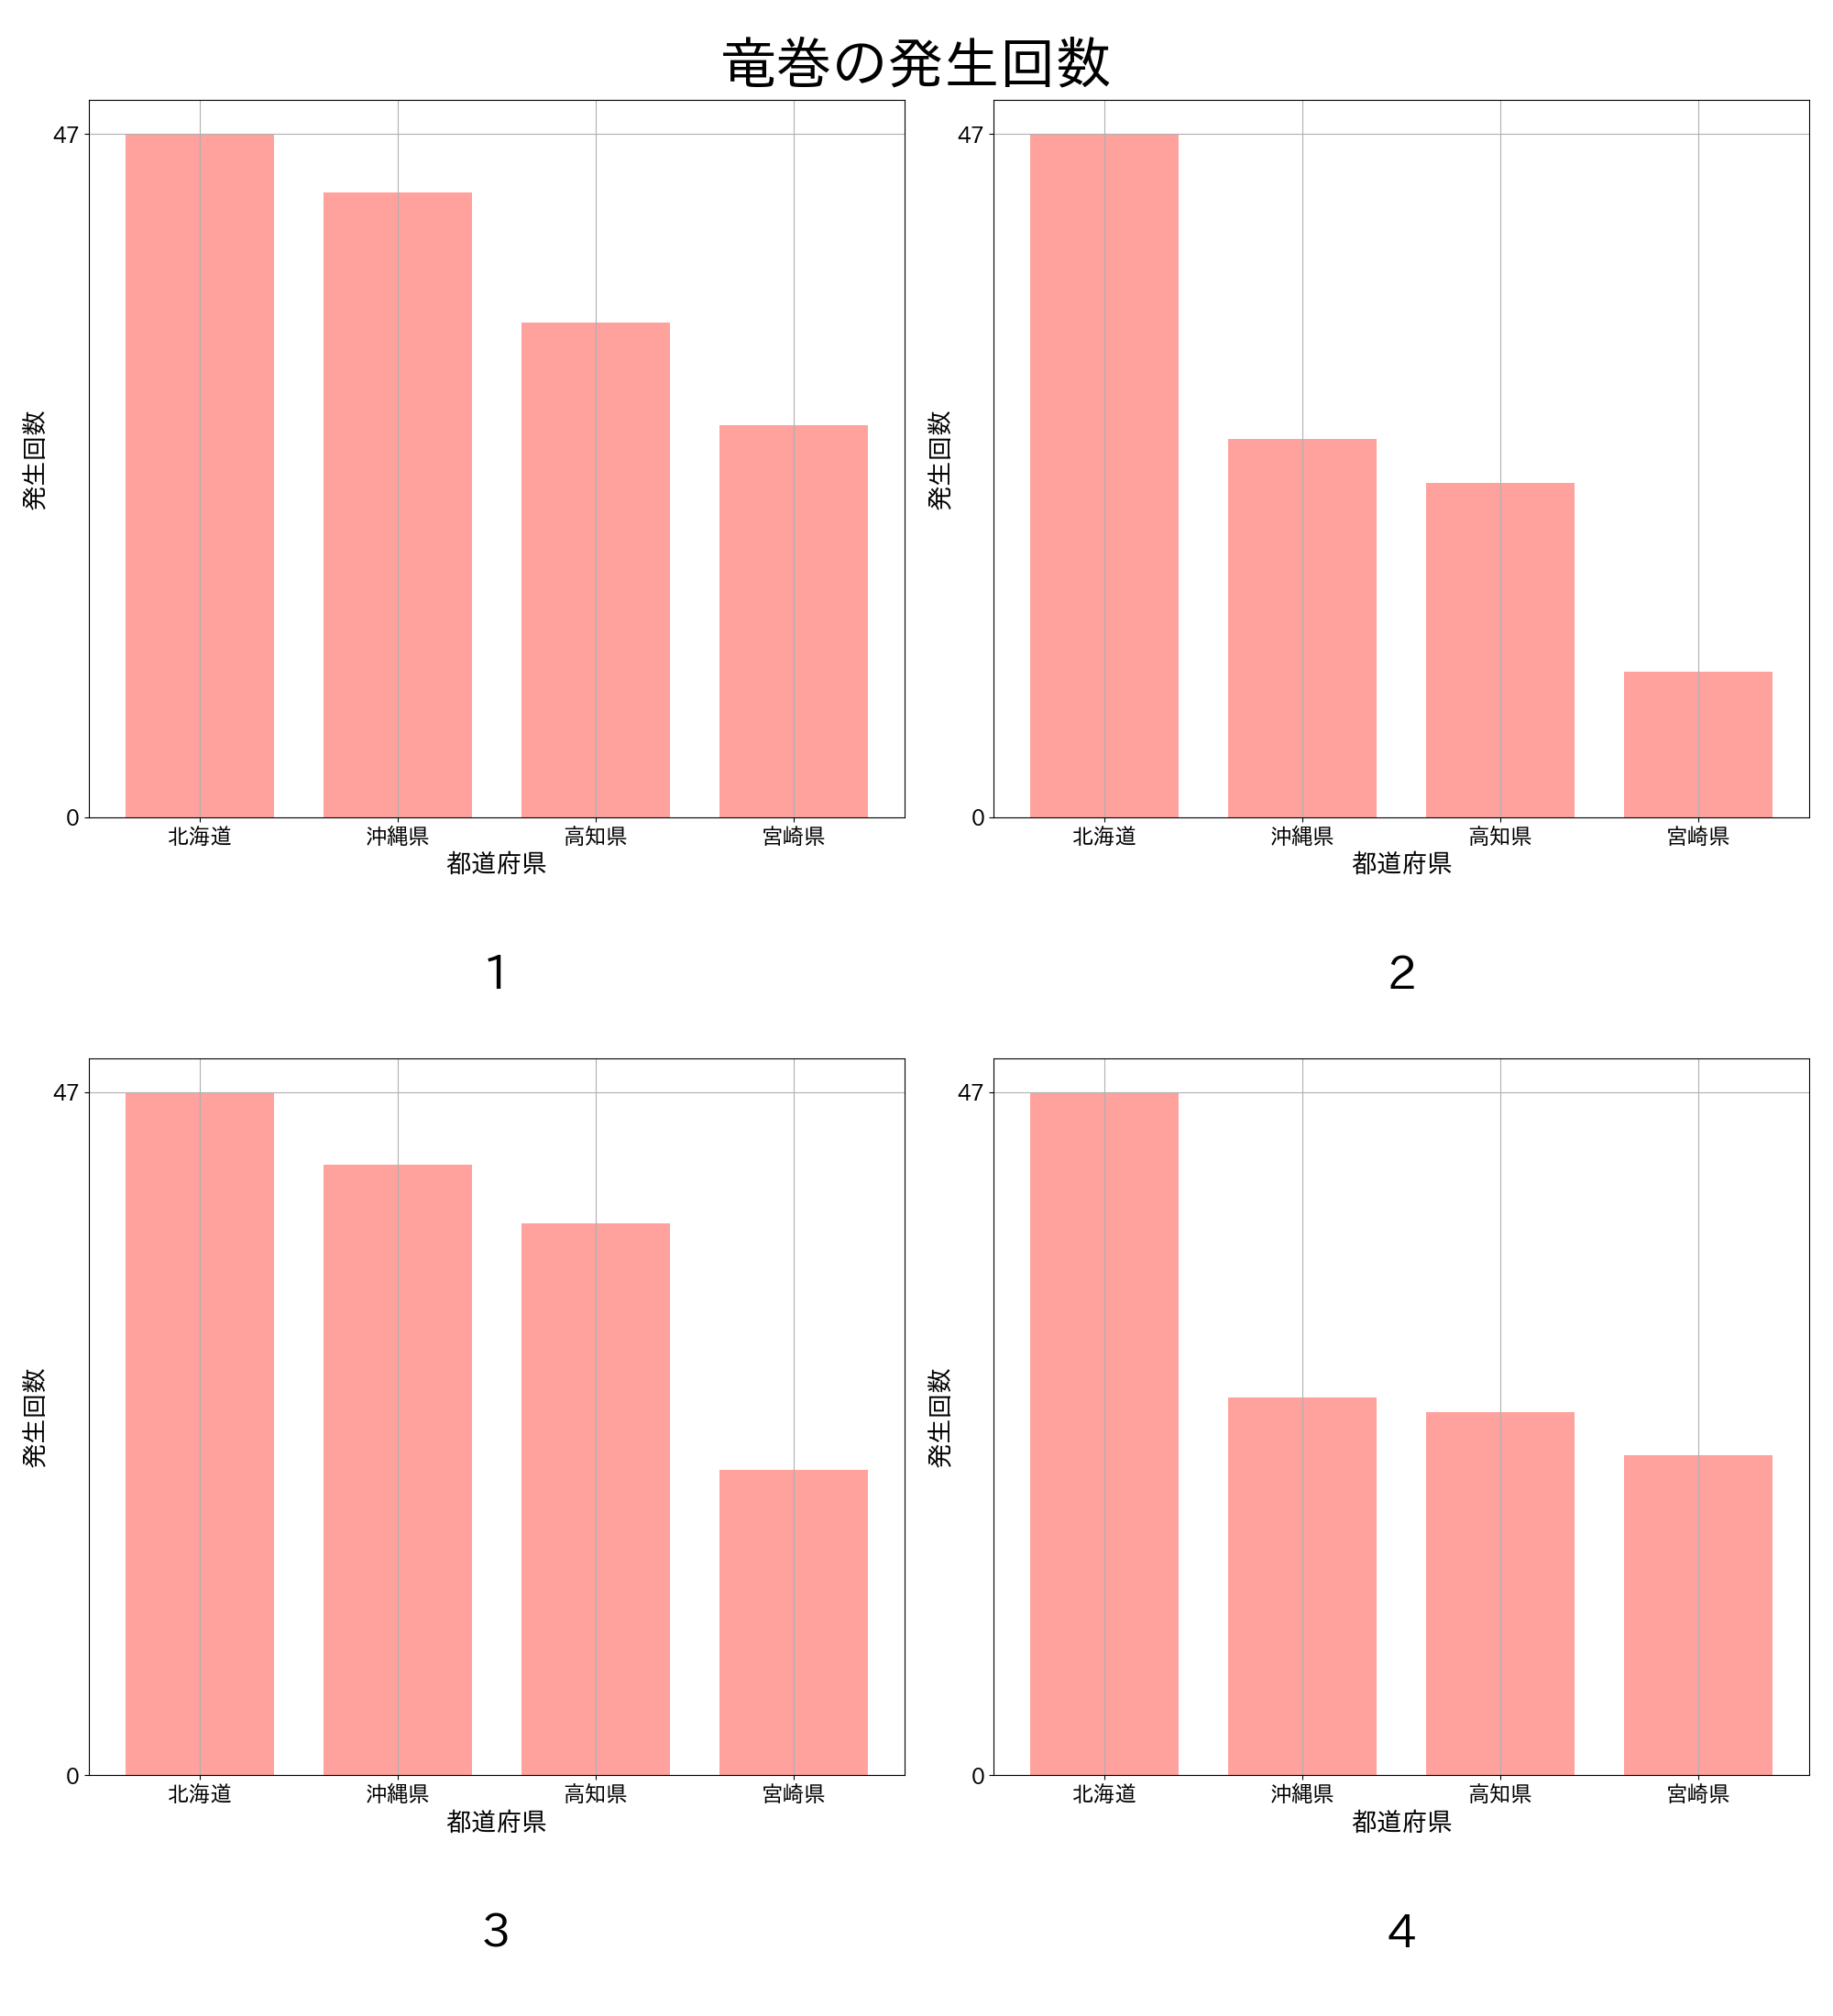 竜巻の発生回数
47
0
発生回数
北海道 沖縄県 高知県 宮崎県
都道府県
1
47
0
発生回数
北海道 沖縄県 高知県 宮崎県
都道府県
2
47
0
発生回数
北海道 沖縄県 高知県 宮崎県
都道府県
3
47
0
発生回数
北海道 沖縄県 高知県 宮崎県
都道府県
4